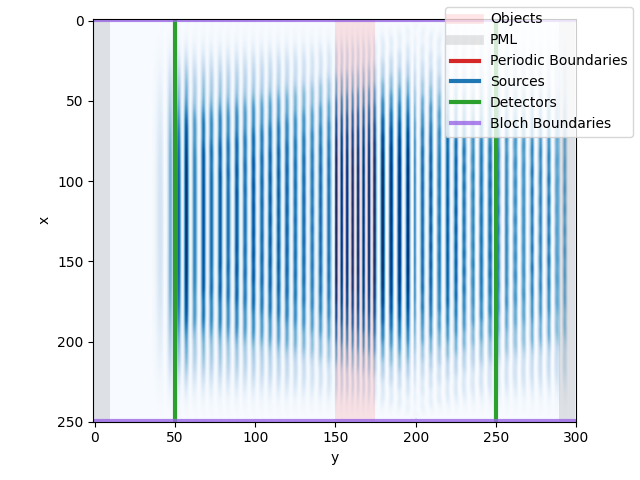 Objects
PML
Periodic Boundaries
Sources
Detectors
Bloch Boundaries
0
50
100
150
200
250
x
0
50
100
150
200
250
300
y